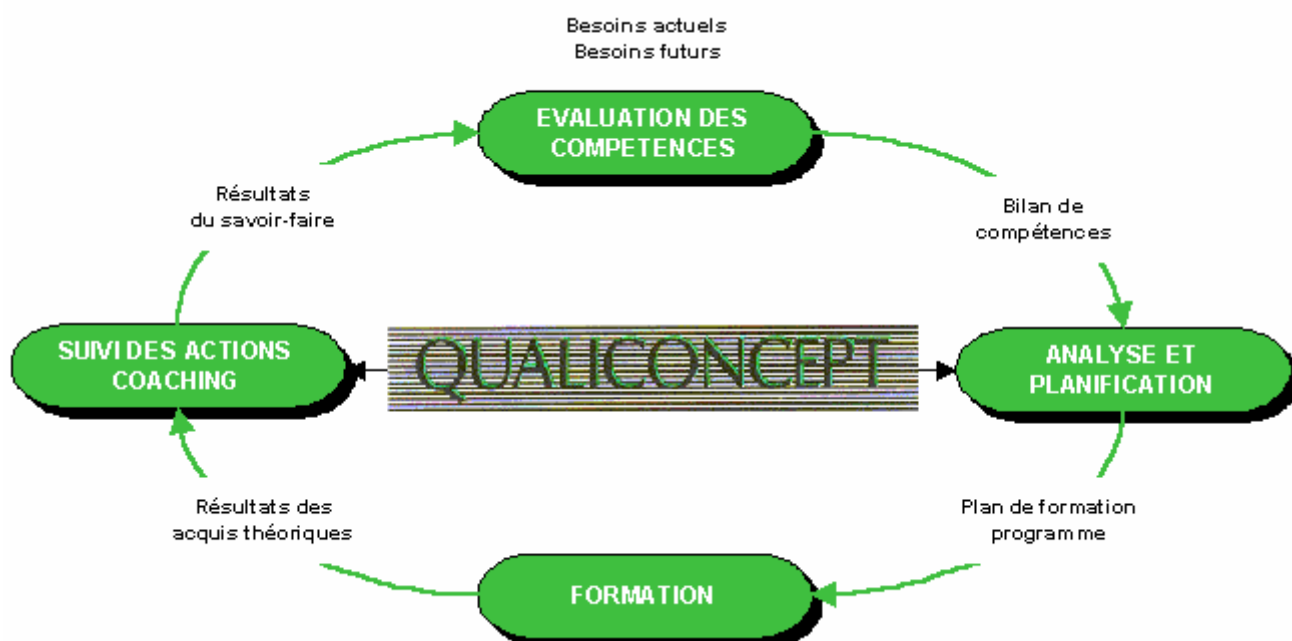 Besoins actuels
Besoins futurs
EVALUATION DES
COMPETENCES
Résultats
du savoir-faire
Bilan de
compétences
SUIVI DES ACTIONS
COACHING
QUALICONCEPT
ANALYSE ET
PLANIFICATION
Résultats des
acquis théoriques
Plan de formation
programme
FORMATION